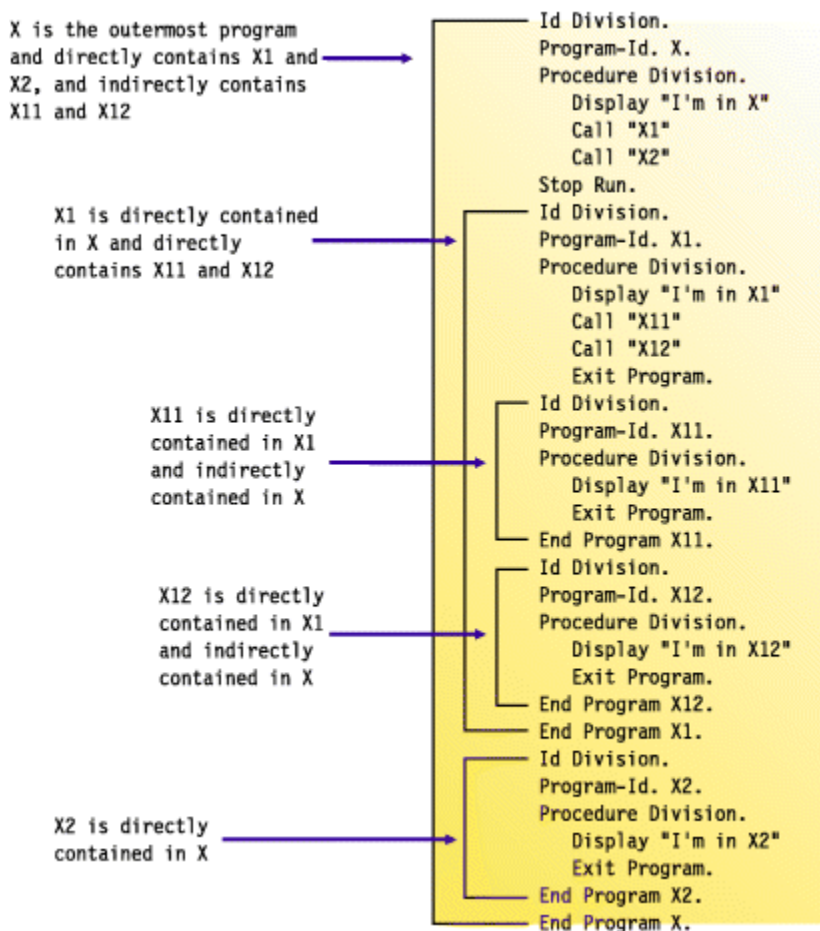 X is the outermost program
and directly contains X1 and
X2, and indirectly contains
X11 and X12
X1 is directly contained
in X and directly
contains X11 and X12
X11 is directly
contained in X1
and indirectly
contained in X
X12 is directly
contained in X1
and indirectly
contained in X
X2 is directly
contained in X
Id Division.
Program-Id. X.
Procedure Division.
Display "I'm in X"
Call "X1"
Call "X2"
Stop Run.
Id Division.
Program-Id. X1.
Procedure Division.
Display "I'm in X1"
Call "X11"
Call "X12"
Exit Program.
Id Division.
Program-Id. X11.
Procedure Division.
Display "I'm in X11"
Exit Program.
End Program X11.
Id Division.
Program-Id. X12.
Procedure Division.
Display "I'm in X12"
Exit Program.
End Program X12.
End Program X1.
Id Division.
Program-Id. X2.
Procedure Division.
Display "I'm in X2"
Exit Program.
End Program X2.
End Program X.